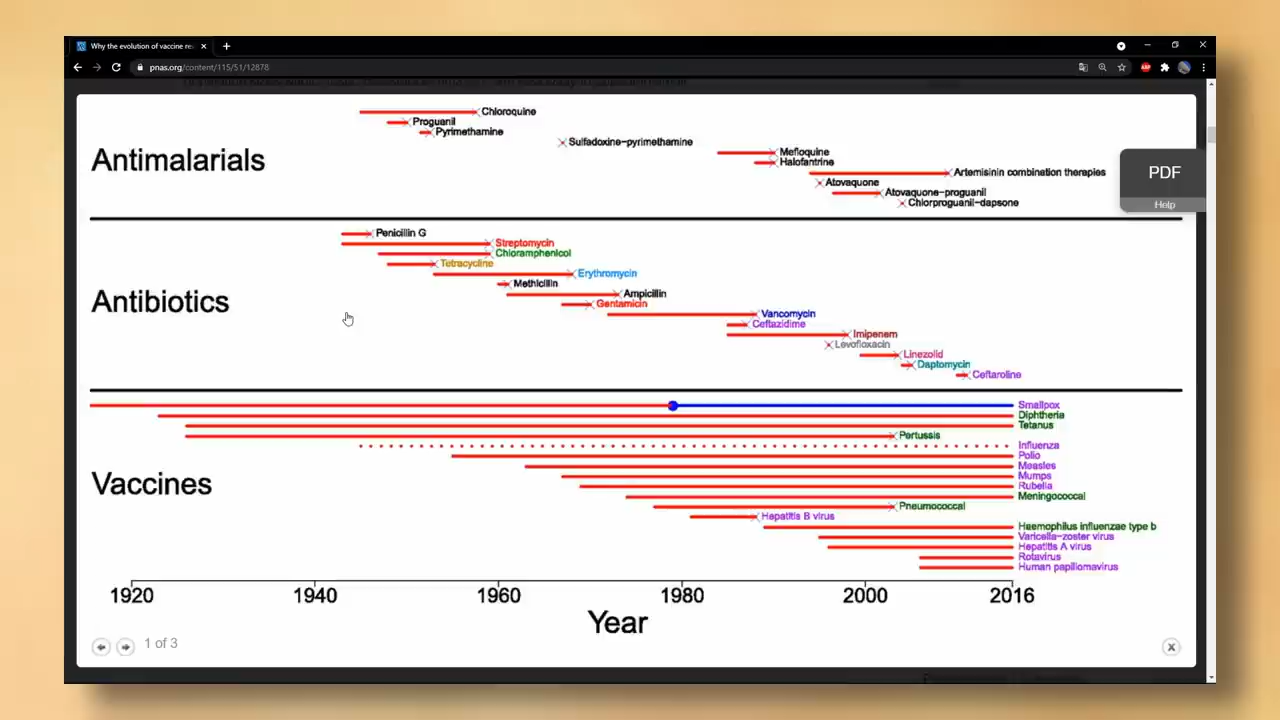 Why the evolution of vaccine re
pnas.org/content/115/51/12878
Chloroquine
Proguanil
Pyrimethamine
Sulfadoxine-pyrimethamine
Mefloquine
Antimalarials
Halofantrine
Artemisinin combination therapies
PDF
Atovaquone
Atovaquone-proguanil
Chlorproguanil-dapsone
Help
Penicillin G
Streptomycin
Chloramphenicol
Tetracycline
Erythromycin
Methicillin
Antibiotics
Ampicillin
Gentamicin
Vancomycin
Ceftazidime
Imipenem
Levofloxacin
Linezolid
Daptomycin
Ceftaroline
Smallpox
Diphtheria
Tetanus
Pertussis
Influenza
Polio
Measles
Vaccines
Mumps
Rubella
Meningococcal
Pneumococcal
Hepatitis B virus
Haemophilus influenzae type b
Varicella-zoster virus
Hepatitis A virus
Rotavirus
Human papillomavirus
1920 1940 1960 1980 2000 2016
Year
1 of 3